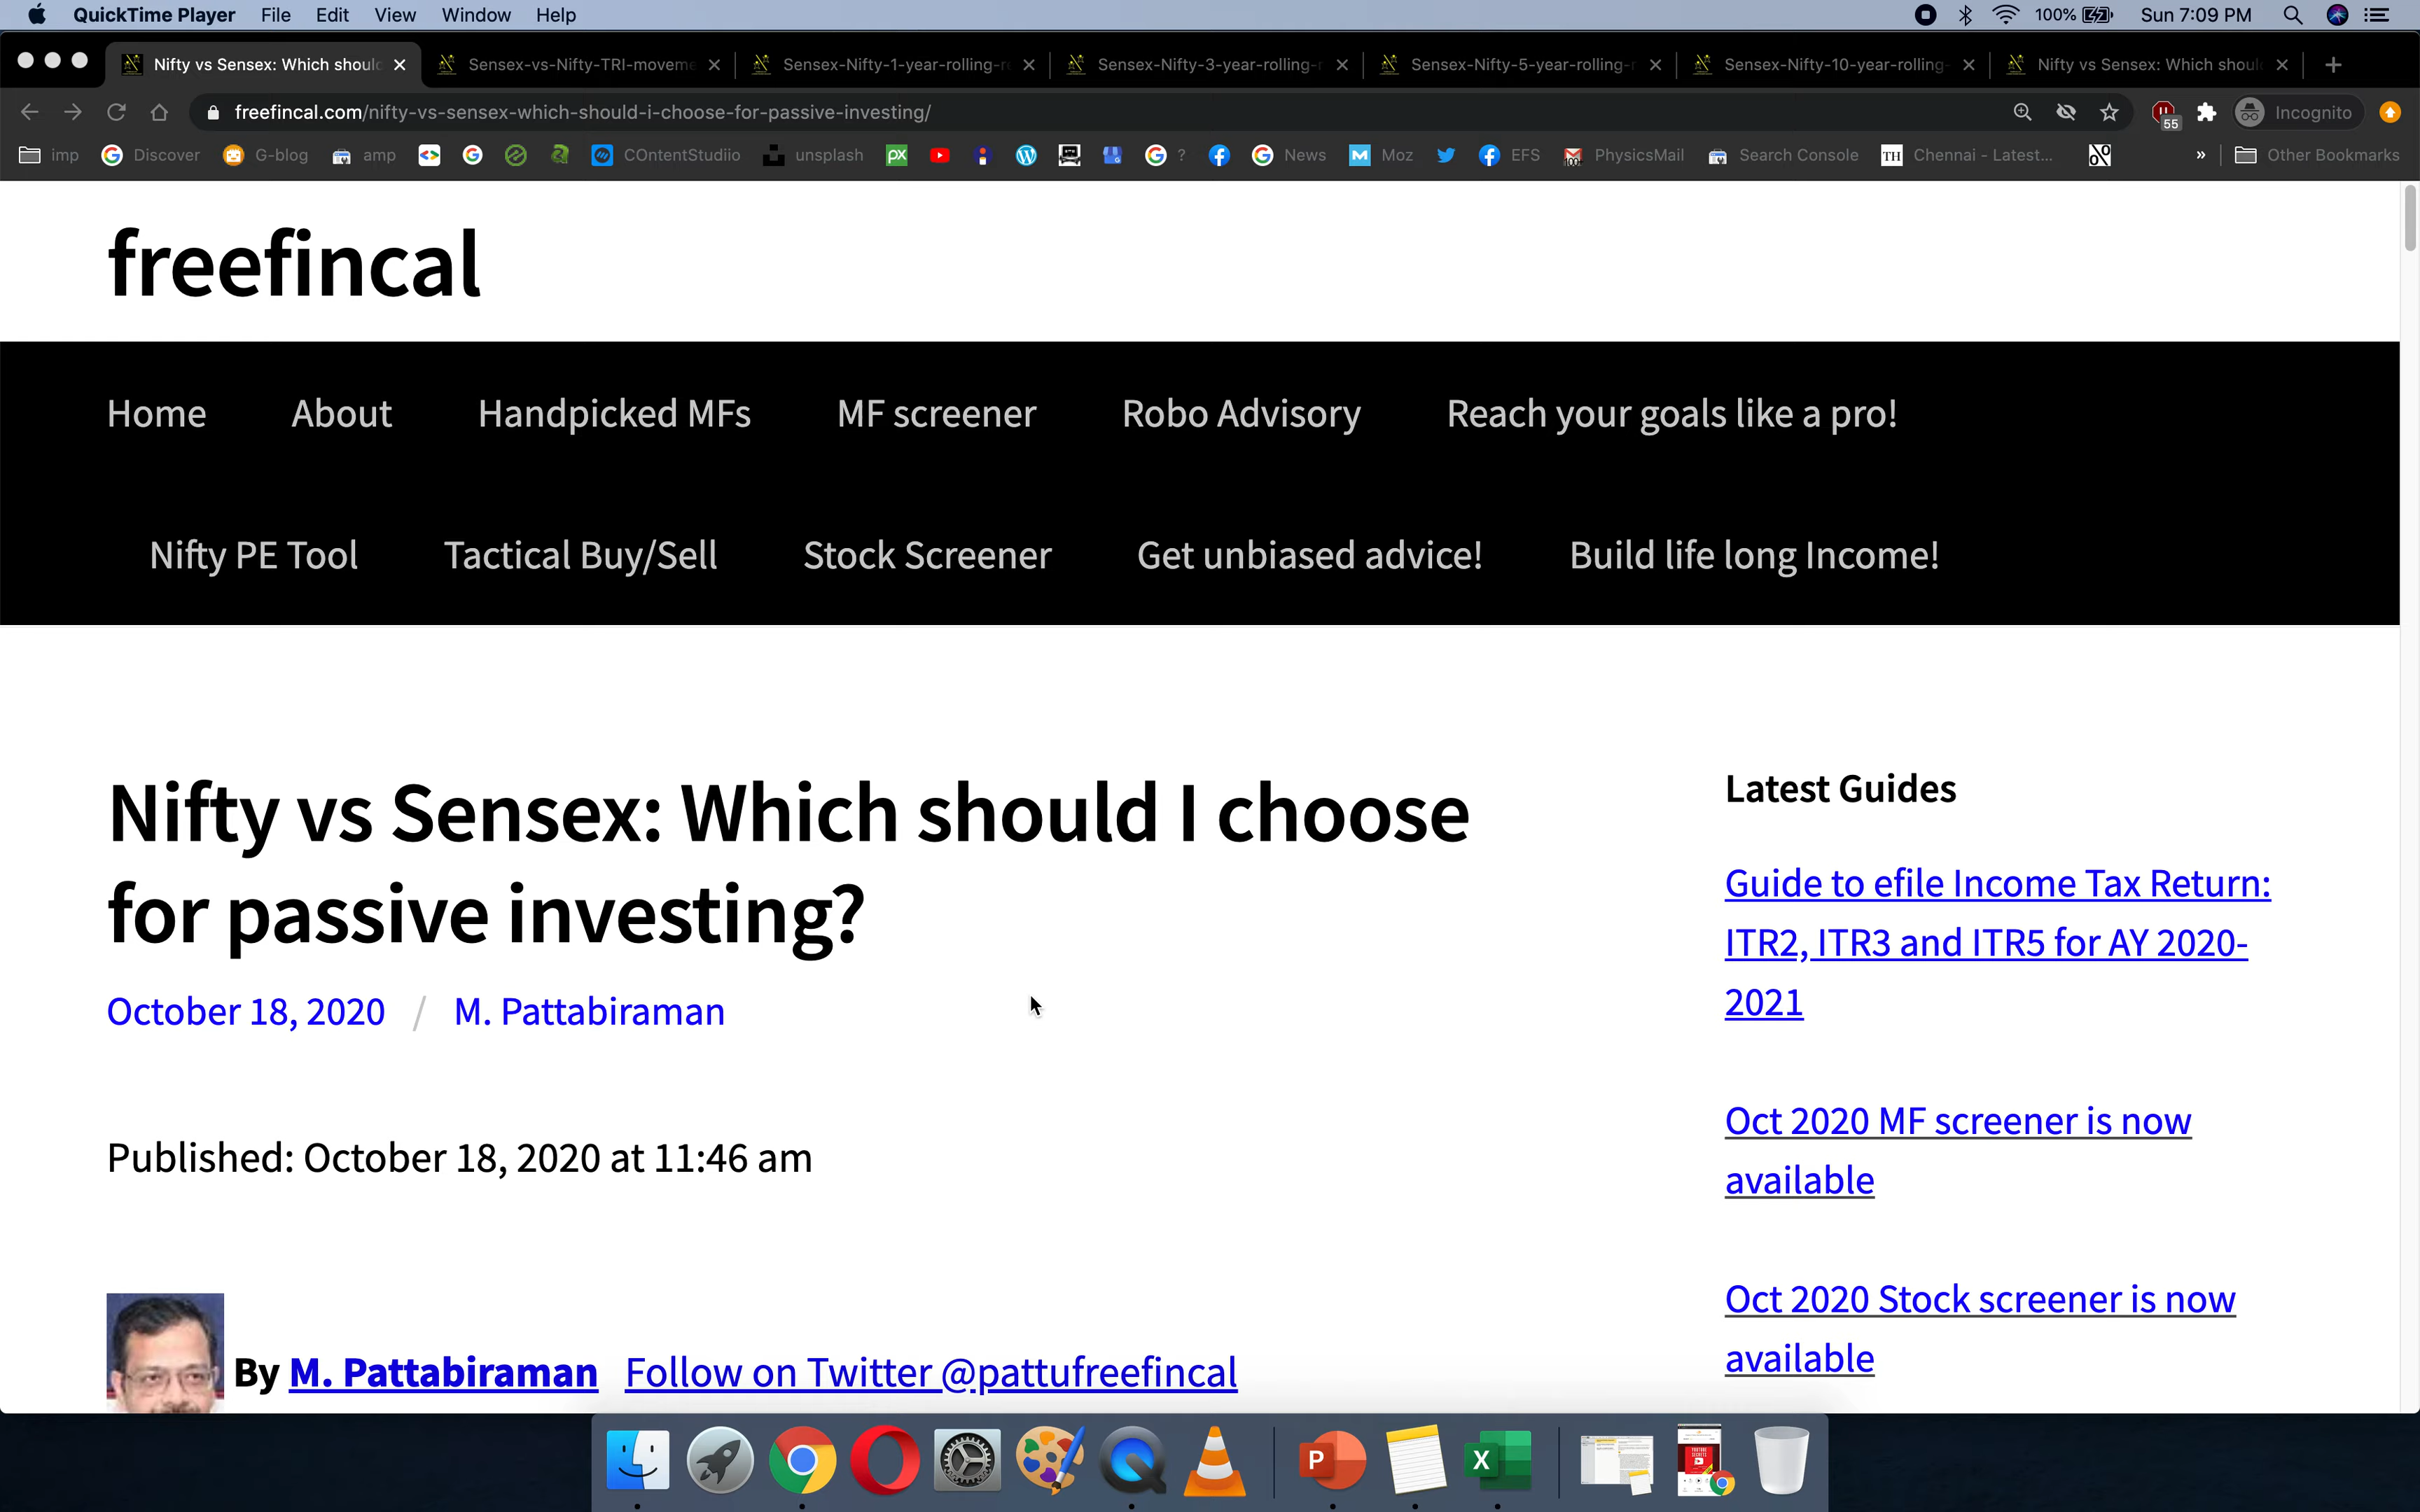 QuickTime Player File Edit View Window Help 100% Sun 7:09 PM
Nifty vs Sensex: Which shoul Sensex-vs-Nifty-TRI-moveme Sensex-Nifty-1-year-rolling-r Sensex-Nifty-3-year-rolling-r Sensex-Nifty-5-year-rolling-r Sensex-Nifty-10-year-rolling- Nifty vs Sensex: Which shoul
freefincal.com/nifty-vs-sensex-which-should-i-choose-for-passive-investing/ 55 Incognito
imp Discover G-blog amp COntentStudiio unsplash ? News Moz EFS PhysicsMail Search Console TH Chennai - Latest... » Other Bookmarks
freefincal
Home About Handpicked MFs MF screener Robo Advisory Reach your goals like a pro!
Nifty PE Tool Tactical Buy/Sell Stock Screener Get unbiased advice! Build life long Income!
Nifty vs Sensex: Which should I choose
for passive investing?
October 18, 2020 / M. Pattabiraman
Published: October 18, 2020 at 11:46 am
By M. Pattabiraman Follow on Twitter @pattufreefincal
Latest Guides
Guide to efile Income Tax Return:
ITR2, ITR3 and ITR5 for AY 2020-
2021
Oct 2020 MF screener is now
available
Oct 2020 Stock screener is now
available